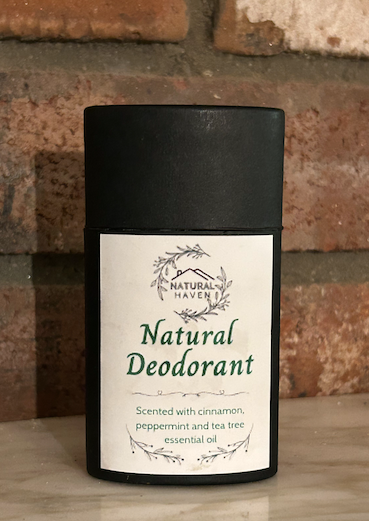 NATURAL
HAVEN
Natural
Deodorant
Scented with cinnamon,
peppermint and tea tree
essential oil